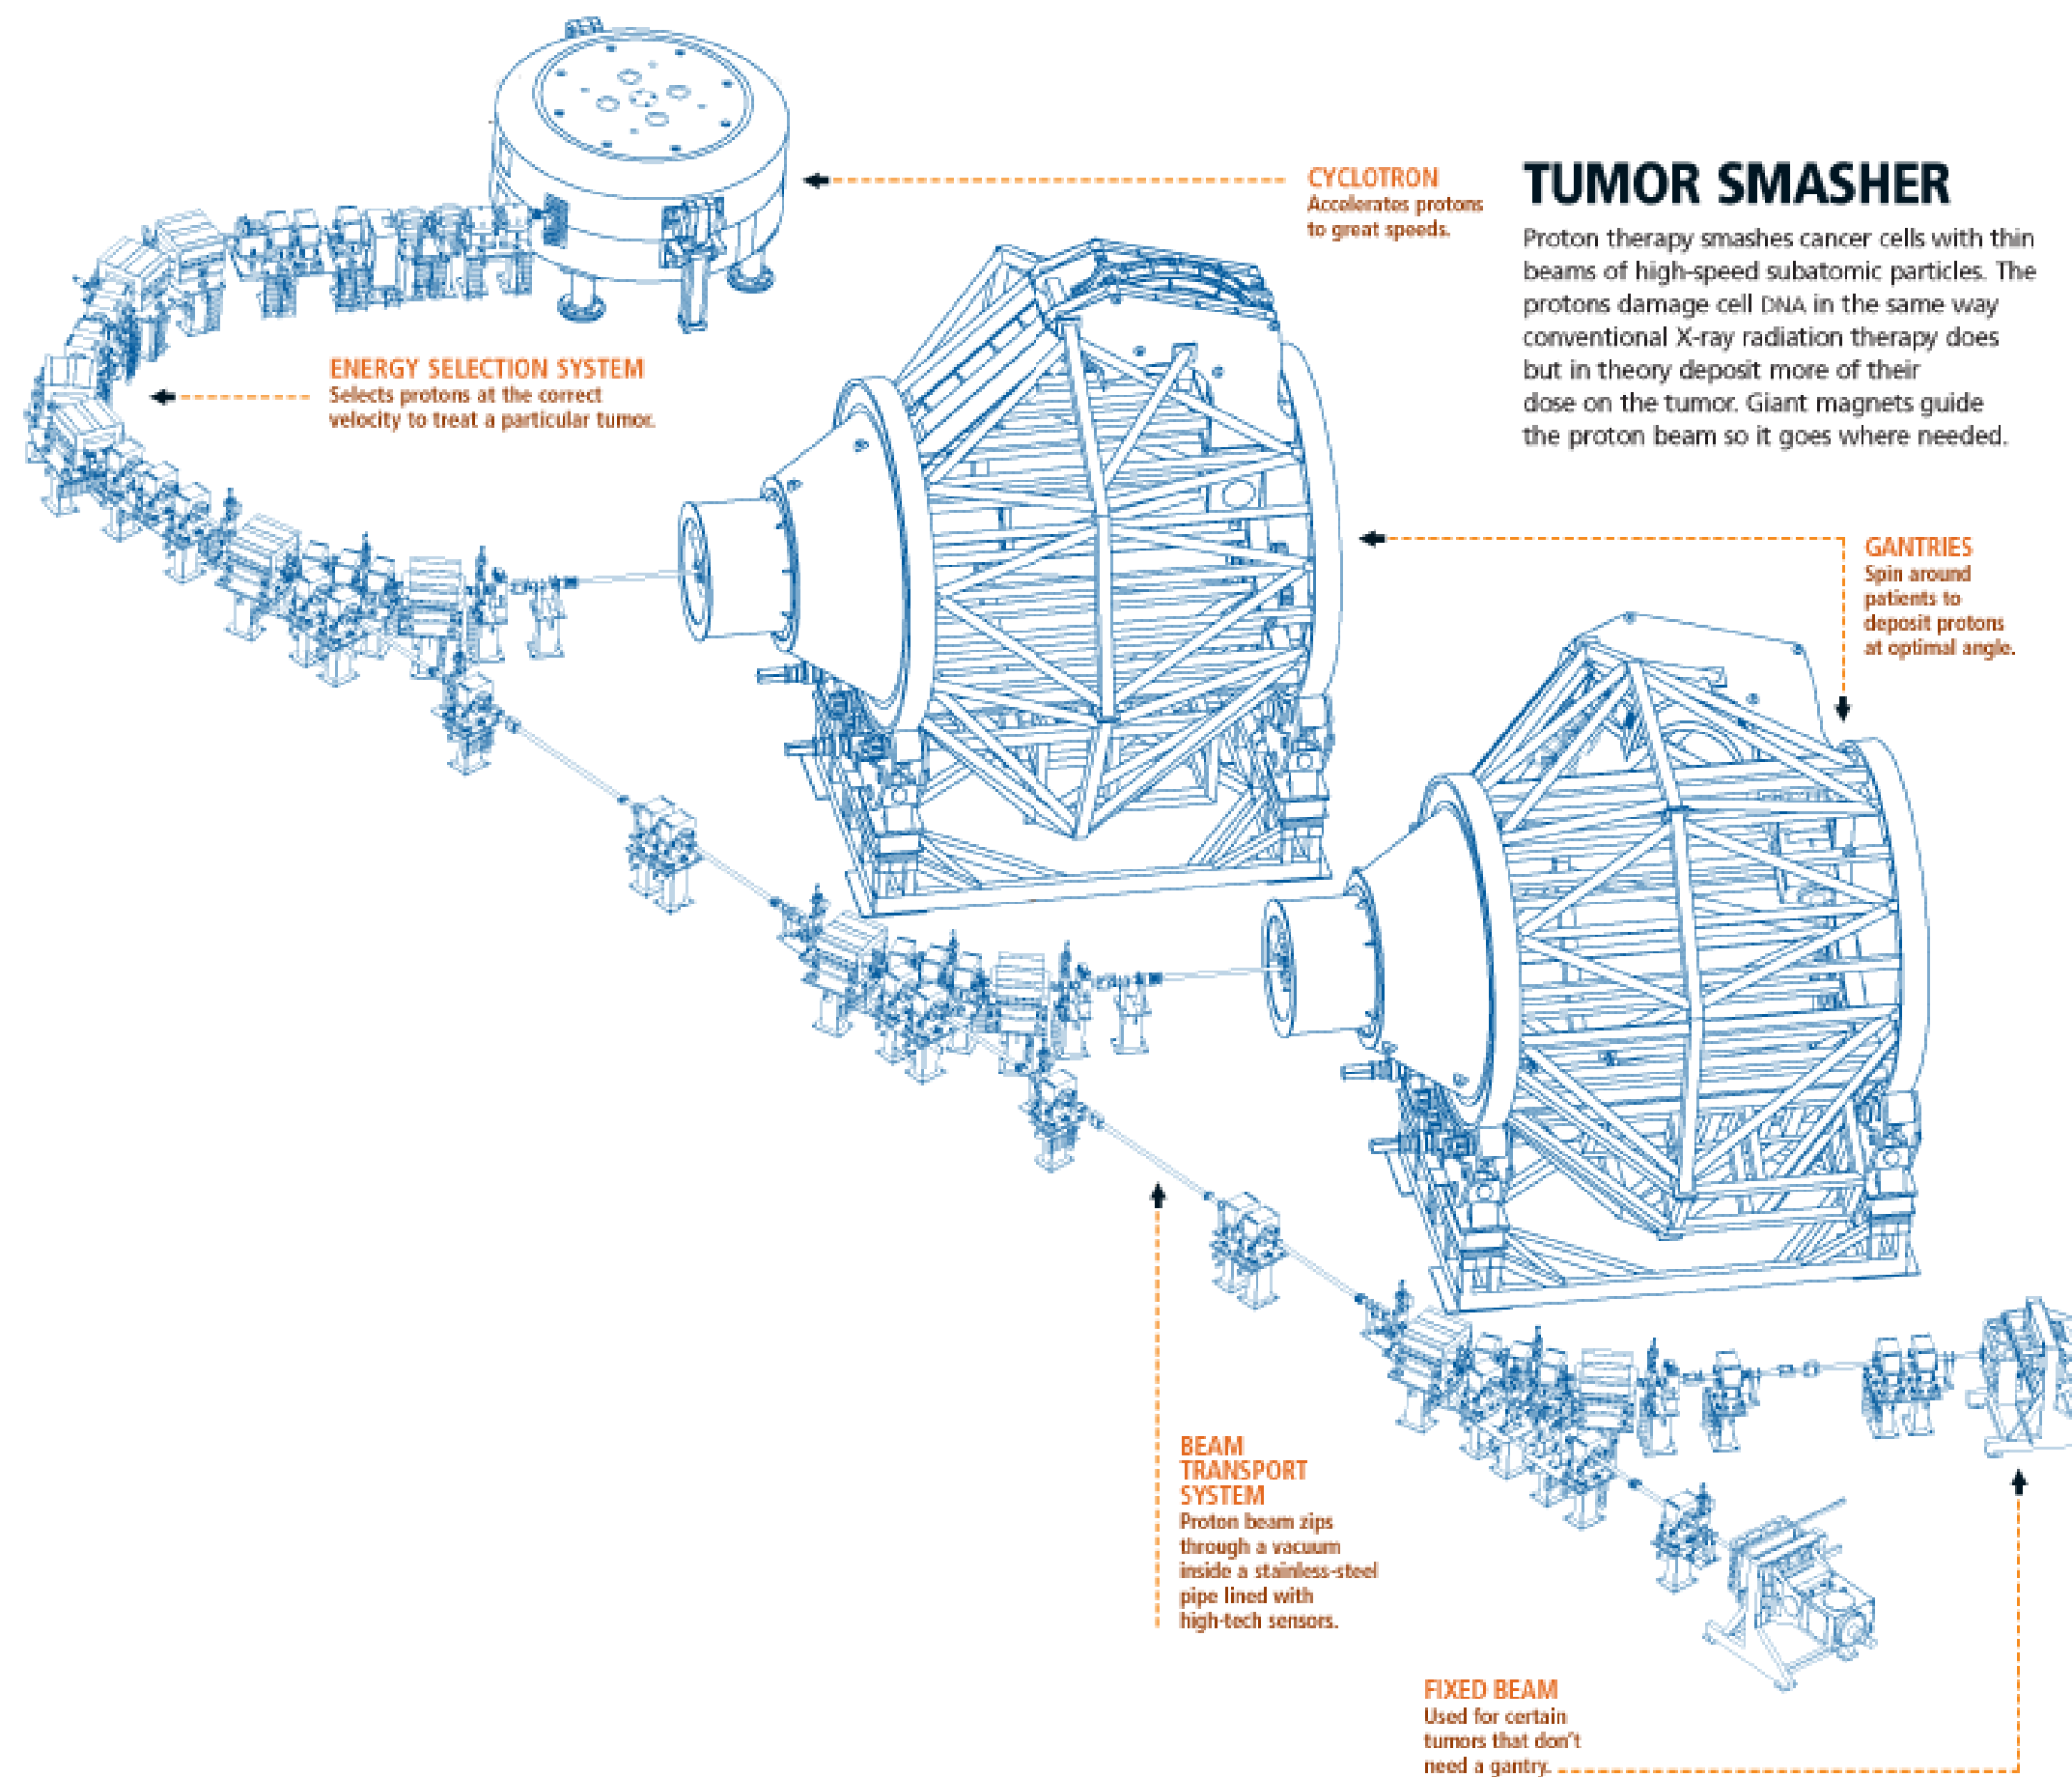 CYCLOTRON
Accelerates protons
to great speeds.
TUMOR SMASHER
Proton therapy smashes cancer cells with thin
beams of high-speed subatomic particles. The
protons damage cell DNA in the same way
conventional X-ray radiation therapy does
but in theory deposit more of their
dose on the tumor. Giant magnets guide
the proton beam so it goes where needed.
ENERGY SELECTION SYSTEM
Selects protons at the correct
velocity to treat a particular tumor.
GANTRIES
Spin around
patients to
deposit protons
at optimal angle.
BEAM
TRANSPORT
SYSTEM
Proton beam zips
through a vacuum
inside a stainless-steel
pipe lined with
high-tech sensors.
FIXED BEAM
Used for certain
tumors that don't
need a gantry.